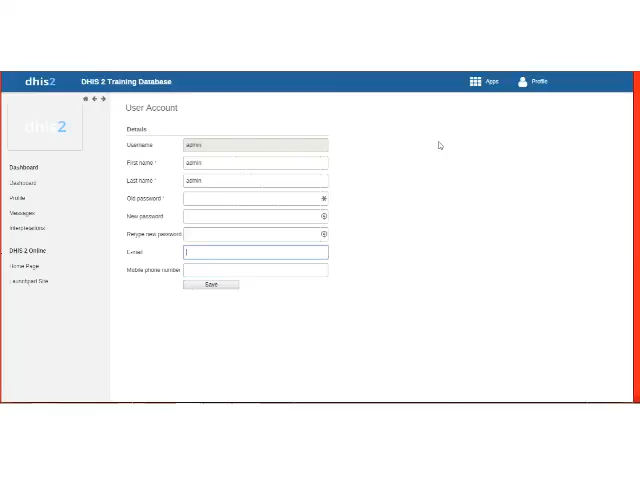 dhis2 DHIS 2 Training Database Apps Profile
dhis2
User Account
Details
Username admin
First name * admin
Last name * admin
Old password *
New password
Retype new password
E-mail
Mobile phone number
Save
Dashboard
Dashboard
Profile
Messages
Interpretations
DHIS 2 Online
Home Page
Launchpad Site